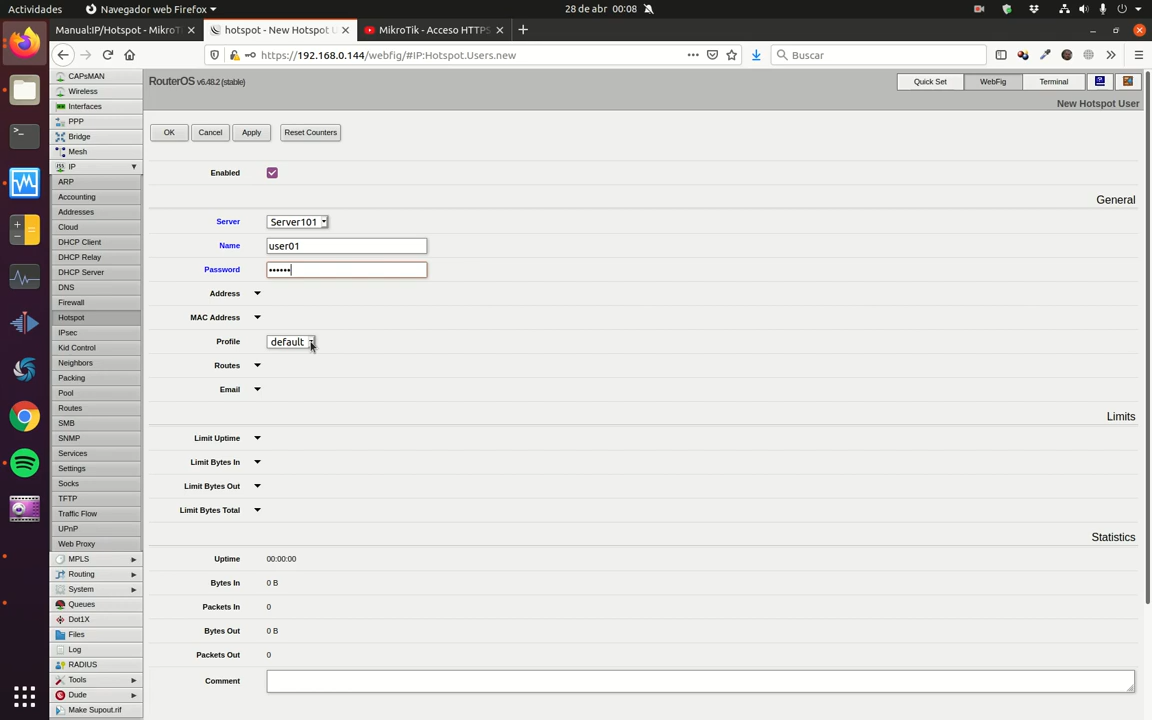 Actividades
Navegador web Firefox
28 de abr 00:08
Manual:IP/Hotspot - MikroT
hotspot - New Hotspot U
MikroTik - Acceso HTTPS
https://192.168.0.144/webfig/#IP:Hotspot.Users.new
Buscar
RouterOS v6.48.2 (stable)
Quick Set
WebFig
Terminal
New Hotspot User
CAPsMAN
Wireless
Interfaces
PPP
Bridge
Mesh
IP
ARP
Accounting
Addresses
Cloud
DHCP Client
DHCP Relay
DHCP Server
DNS
Firewall
Hotspot
IPsec
Kid Control
Neighbors
Packing
Pool
Routes
SMB
SNMP
Services
Settings
Socks
TFTP
Traffic Flow
UPnP
Web Proxy
MPLS
Routing
System
Queues
Dot1X
Files
Log
RADIUS
Tools
Dude
Make Supout.rif
OK
Cancel
Apply
Reset Counters
Enabled
General
Server
Server101
Name
user01
Password
••••••
Address
MAC Address
Profile
default
Routes
Email
Limits
Limit Uptime
Limit Bytes In
Limit Bytes Out
Limit Bytes Total
Statistics
Uptime
00:00:00
Bytes In
0 B
Packets In
0
Bytes Out
0 B
Packets Out
0
Comment